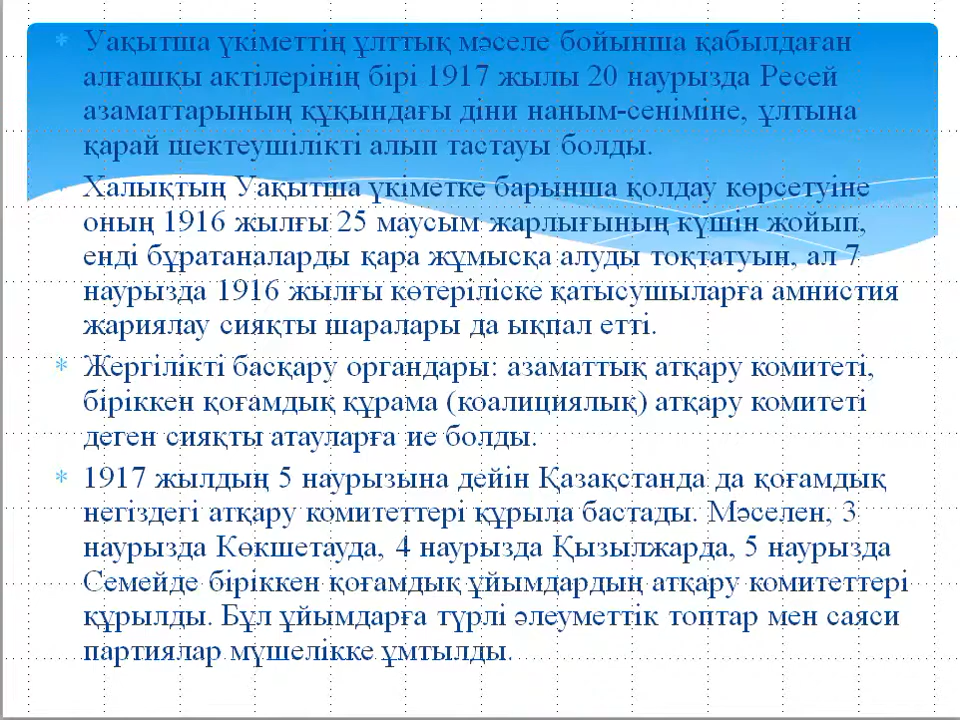 * Уақытша үкіметтің ұлттық мәселе бойынша қабылдаған
алғашқы актілерінің бірі 1917 жылы 20 наурызда Ресей
азаматтарының құқындағы діни наным-сеніміне, ұлтына
қарай шектеушілікті алып тастауы болды.
* Халықтың Уақытша үкіметке барынша қолдау көрсетуіне
оның 1916 жылғы 25 маусым жарлығының күшін жойып,
енді бұратаналарды қара жұмысқа алуды тоқтатуын, ал 7
наурызда 1916 жылғы көтеріліске қатысушыларға амнистия
жариялау сияқты шаралары да ықпал етті.
* Жергілікті басқару органдары: азаматтық атқару комитеті,
біріккен қоғамдық құрама (коалициялық) атқару комитеті
деген сияқты атауларға ие болды.
* 1917 жылдың 5 наурызына дейін Қазақстанда да қоғамдық
негіздегі атқару комитеттері құрыла бастады. Мәселен, 3
наурызда Көкшетауда, 4 наурызда Қызылжарда, 5 наурызда
Семейде біріккен қоғамдық ұйымдардың атқару комитеттері
құрылды. Бұл ұйымдарға түрлі әлеуметтік топтар мен саяси
партиялар мүшелікке ұмтылды.